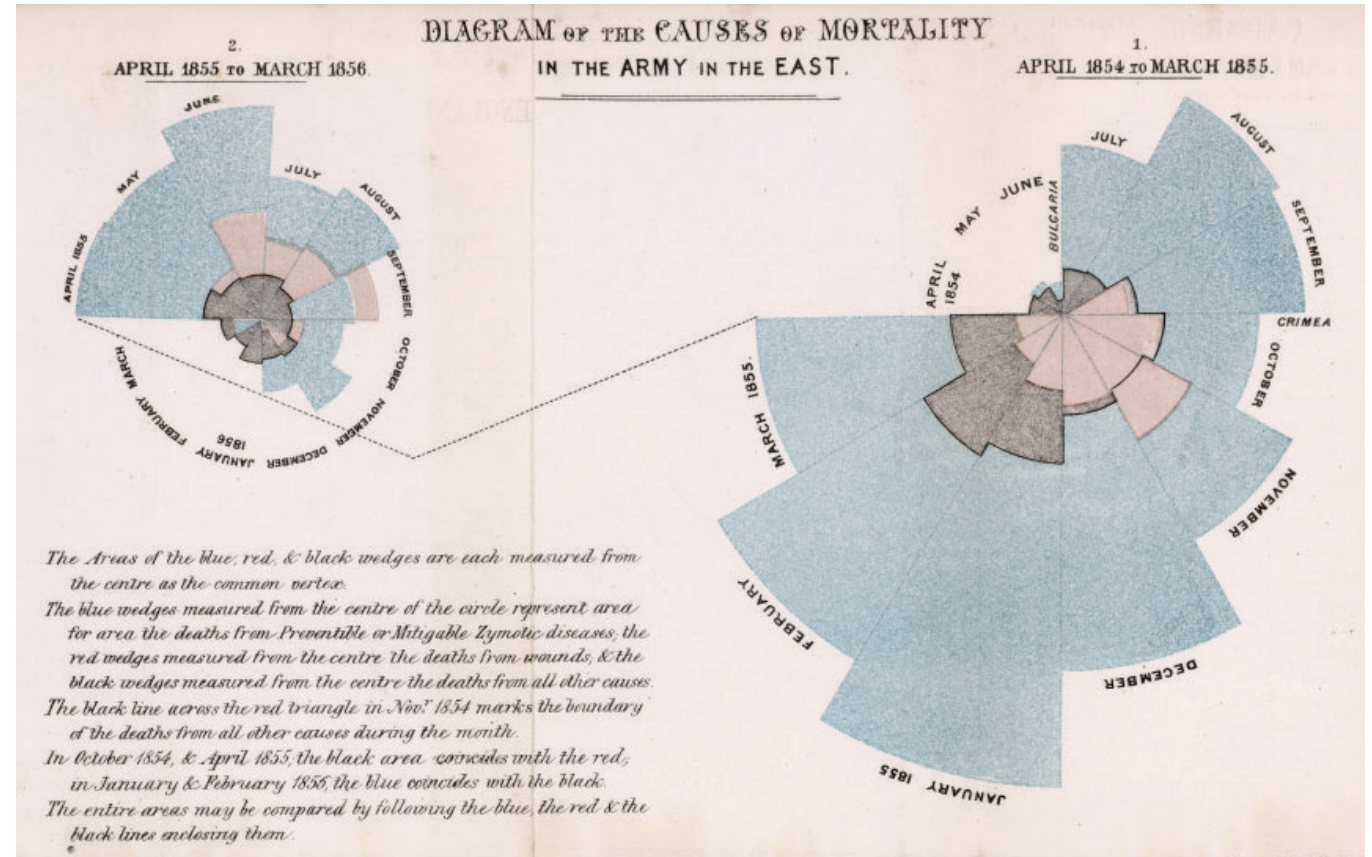 DIAGRAM OF THE CAUSES OF MORTALITY
IN THE ARMY IN THE EAST.
2.
APRIL 1855 TO MARCH 1856.
1.
APRIL 1854 TO MARCH 1855.
APRIL 1855
MAY
JUNE
JULY
AUGUST
SEPTEMBER
OCTOBER
NOVEMBER
DECEMBER
JANUARY
1856
FEBRUARY
MARCH
APRIL
1854
MAY
JUNE
BULGARIA
JULY
AUGUST
SEPTEMBER
CRIMEA
OCTOBER
NOVEMBER
DECEMBER
JANUARY 1855
FEBRUARY
MARCH 1855.
The Areas of the blue, red, & black wedges are each measured from
the centre as the common vertex.
The blue wedges measured from the centre of the circle represent area
for area the deaths from Preventible or Mitigable Zymotic diseases; the
red wedges measured from the centre the deaths from wounds; & the
black wedges measured from the centre the deaths from all other causes.
The black line across the red triangle in Nov.r 1854 marks the boundary
of the deaths from all other causes during the month.
In October 1854, & April 1855; the black area coincides with the red;
in January & February 1856, the blue coincides with the black.
The entire areas may be compared by following the blue, the red & the
black lines enclosing them.